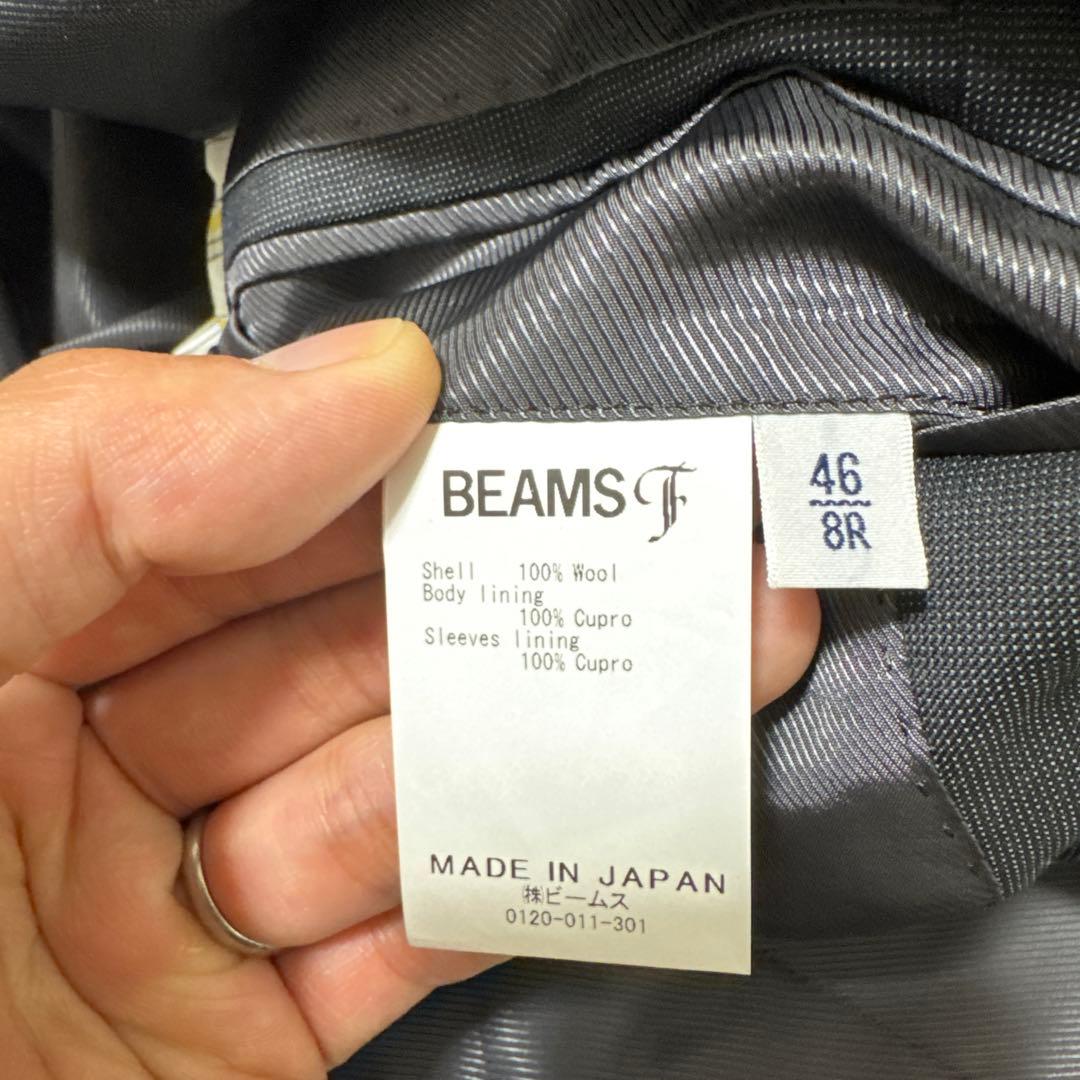 BEAMS F
Shell 100% Wool
Body lining
100% Cupro
Sleeves lining
100% Cupro
MADE IN JAPAN
㈱ビームス
0120-011-301
46
8R